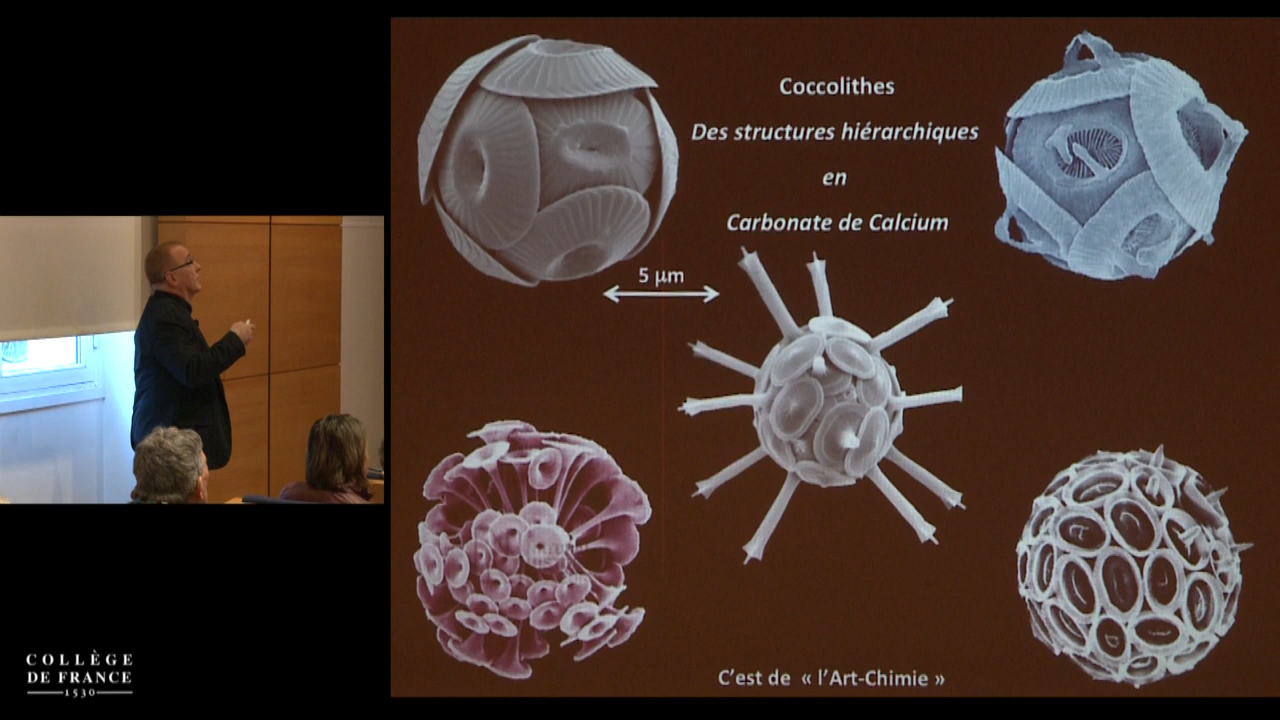 Coccolithes
Des structures hiérarchiques
en
Carbonate de Calcium
5 µm
C'est de « l'Art-Chimie »
COLLÈGE
DE FRANCE
1530